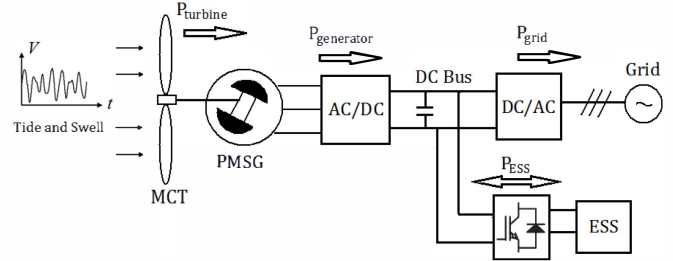 P_turbine
V
t
Tide and Swell
MCT
PMSG
P_generator
AC/DC
DC Bus
P_grid
DC/AC
Grid
~
P_ESS
ESS